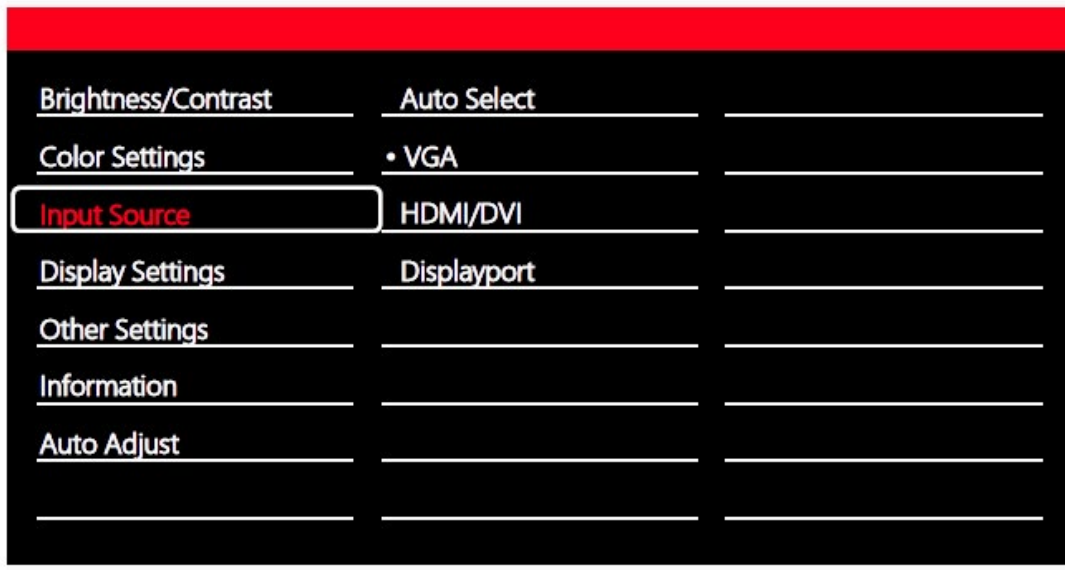 Brightness/Contrast
Color Settings
Input Source
Display Settings
Other Settings
Information
Auto Adjust
Auto Select
• VGA
HDMI/DVI
Displayport